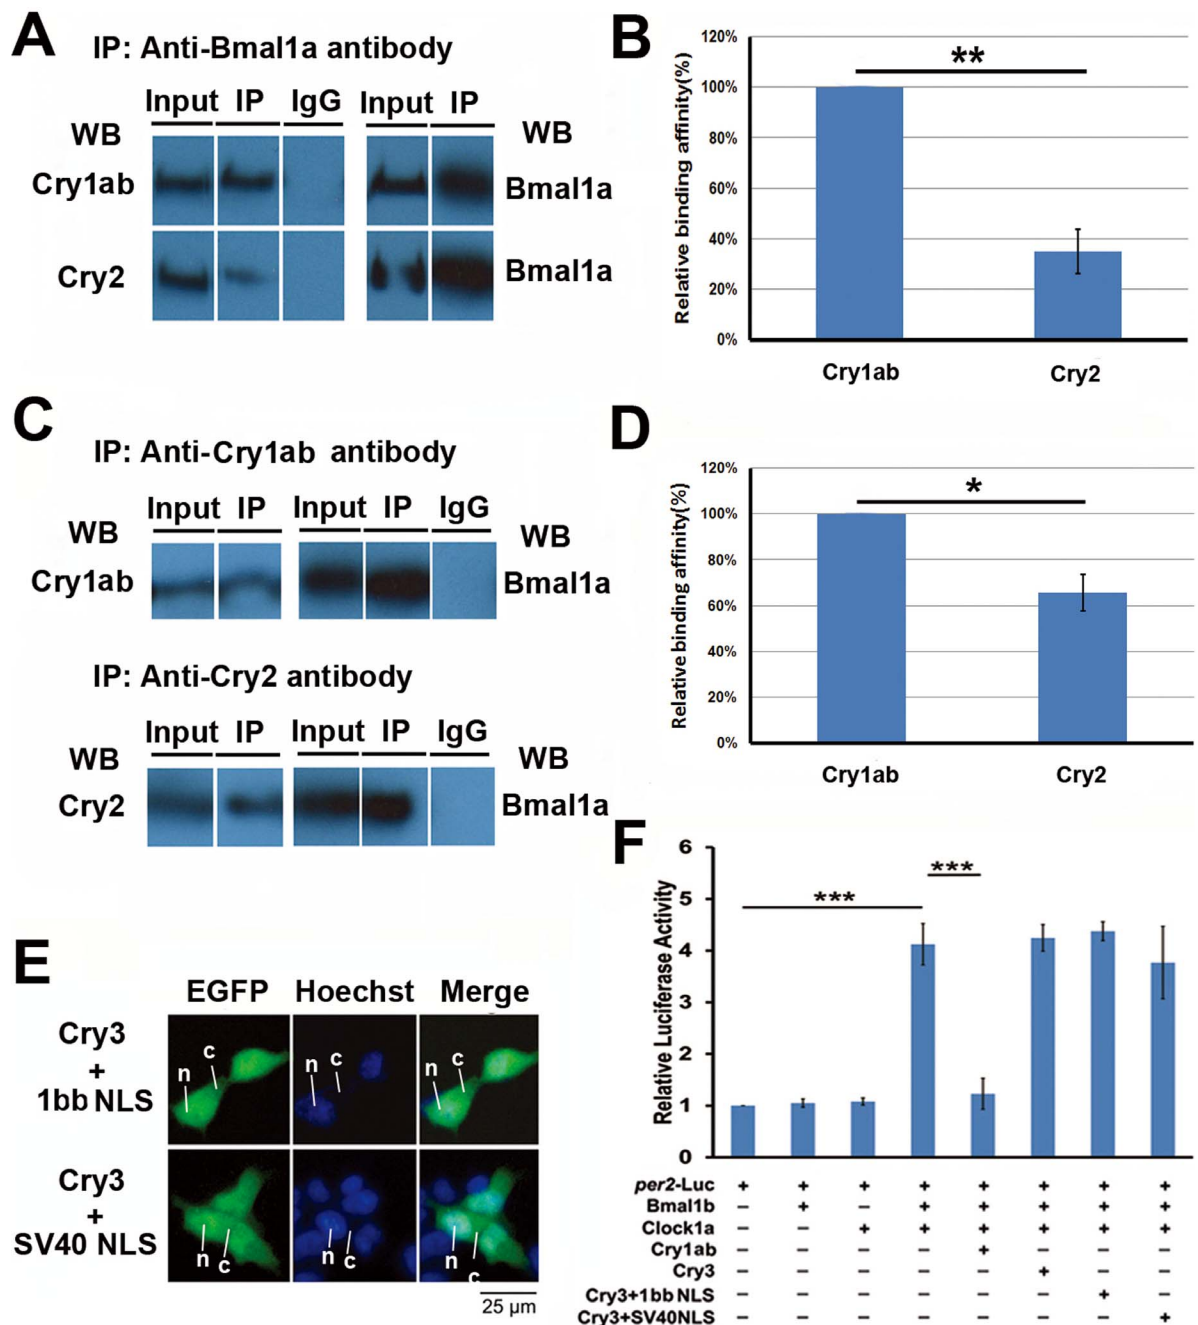 A
IP: Anti-Bmal1a antibody
Input IP IgG Input IP
WB WB
Cry1ab Bmal1a
Cry2 Bmal1a
B
Relative binding affinity(%)
120%
100%
80%
60%
40%
20%
0%
**
Cry1ab Cry2
C
IP: Anti-Cry1ab antibody
Input IP Input IP IgG
WB WB
Cry1ab Bmal1a
IP: Anti-Cry2 antibody
Input IP Input IP IgG
WB WB
Cry2 Bmal1a
D
Relative binding affinity(%)
120%
100%
80%
60%
40%
20%
0%
*
Cry1ab Cry2
E
EGFP Hoechst Merge
Cry3
+
1bb NLS
n c n c n c
Cry3
+
SV40 NLS
n c n c n c
25 µm
F
Relative Luciferase Activity
6
5
4
3
2
1
0
*** ***
per2-Luc + + + + + + + +
Bmal1b – + – + + + + +
Clock1a – – + + + + + +
Cry1ab – – – – + – – –
Cry3 – – – – – + – –
Cry3+1bb NLS – – – – – – + –
Cry3+SV40NLS – – – – – – – +